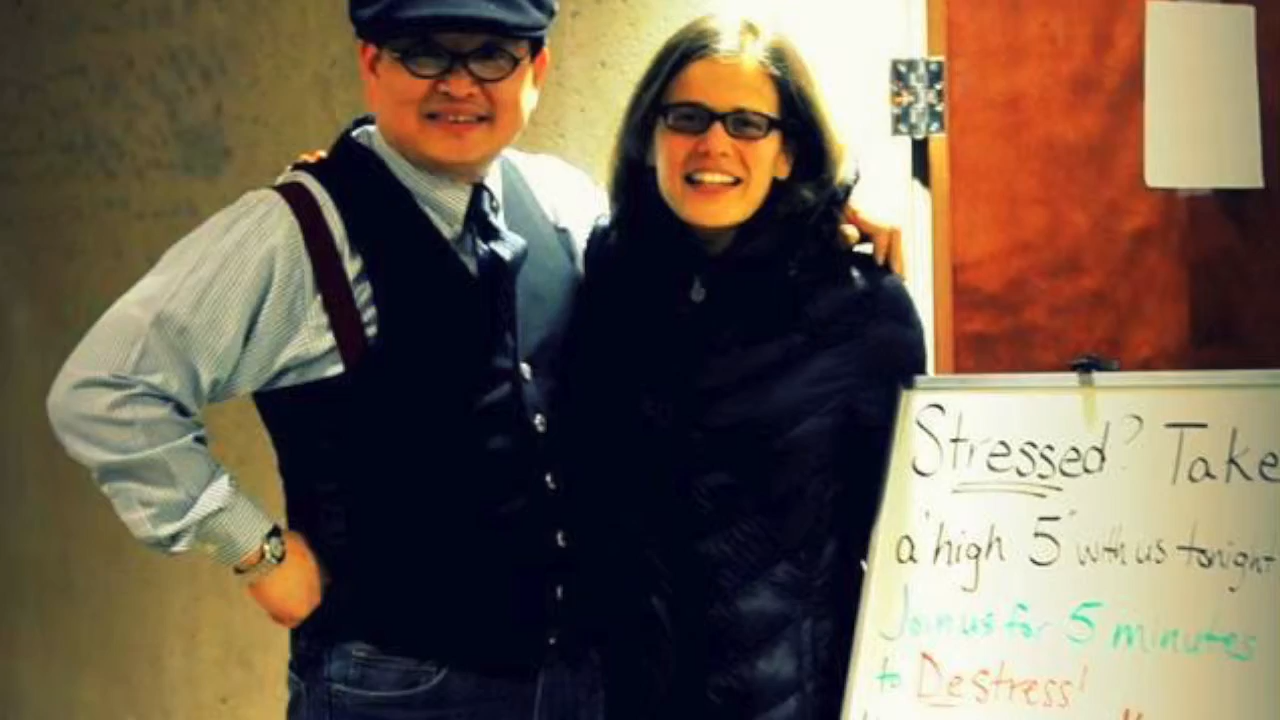 Stressed? Take
a "high 5" with us tonight
Join us for 5 minutes
to Destress!